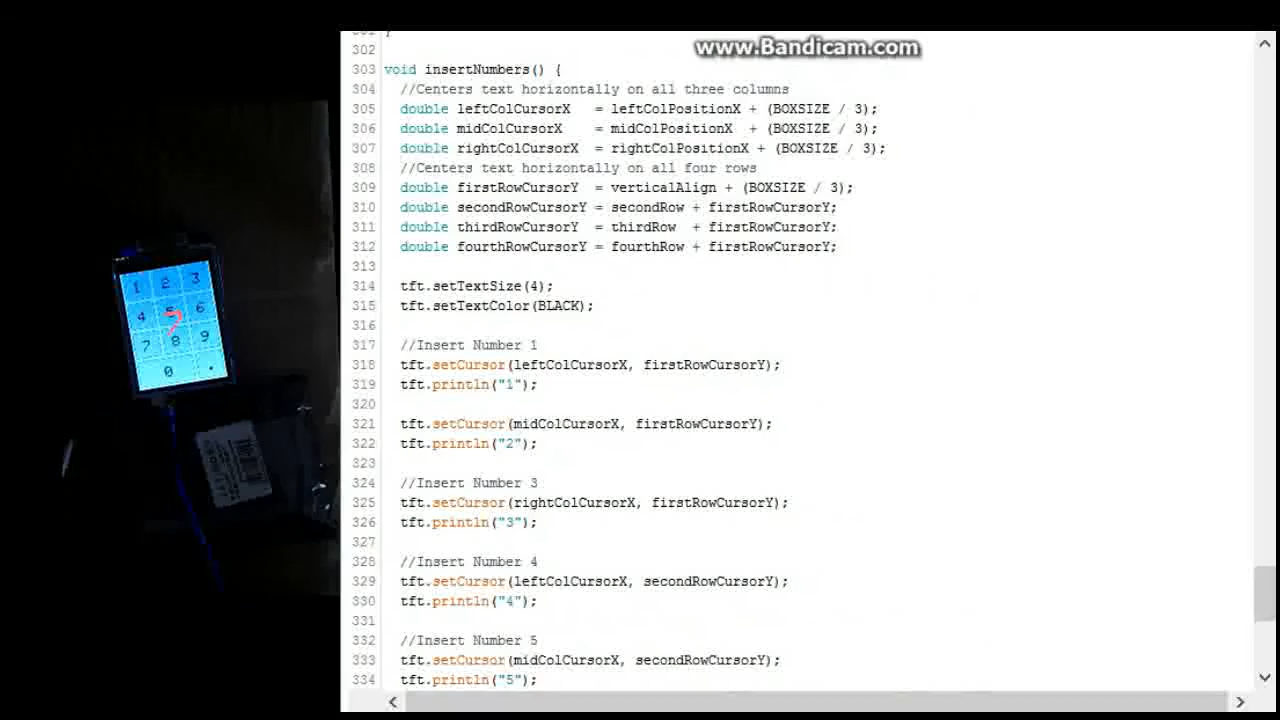 www.Bandicam.com
302
303 void insertNumbers() {
304 //Centers text horizontally on all three columns
305 double leftColCursorX = leftColPositionX + (BOXSIZE / 3);
306 double midColCursorX = midColPositionX + (BOXSIZE / 3);
307 double rightColCursorX = rightColPositionX + (BOXSIZE / 3);
308 //Centers text horizontally on all four rows
309 double firstRowCursorY = verticalAlign + (BOXSIZE / 3);
310 double secondRowCursorY = secondRow + firstRowCursorY;
311 double thirdRowCursorY = thirdRow + firstRowCursorY;
312 double fourthRowCursorY = fourthRow + firstRowCursorY;
313
314 tft.setTextSize(4);
315 tft.setTextColor(BLACK);
316
317 //Insert Number 1
318 tft.setCursor(leftColCursorX, firstRowCursorY);
319 tft.println("1");
320
321 tft.setCursor(midColCursorX, firstRowCursorY);
322 tft.println("2");
323
324 //Insert Number 3
325 tft.setCursor(rightColCursorX, firstRowCursorY);
326 tft.println("3");
327
328 //Insert Number 4
329 tft.setCursor(leftColCursorX, secondRowCursorY);
330 tft.println("4");
331
332 //Insert Number 5
333 tft.setCursor(midColCursorX, secondRowCursorY);
334 tft.println("5");
1 2 3
4 5 6
?
7 8 9
0 .